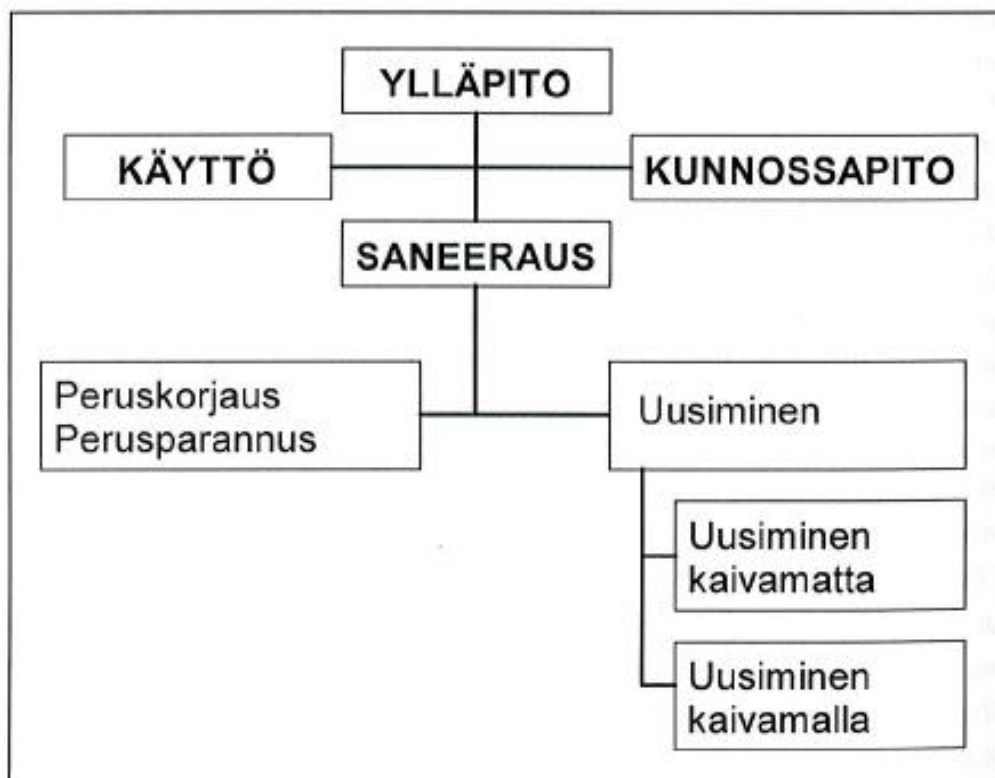 YLLÄPITO
KÄYTTÖ
KUNNOSSAPITO
SANEERAUS
Peruskorjaus
Perusparannus
Uusiminen
Uusiminen
kaivamatta
Uusiminen
kaivamalla